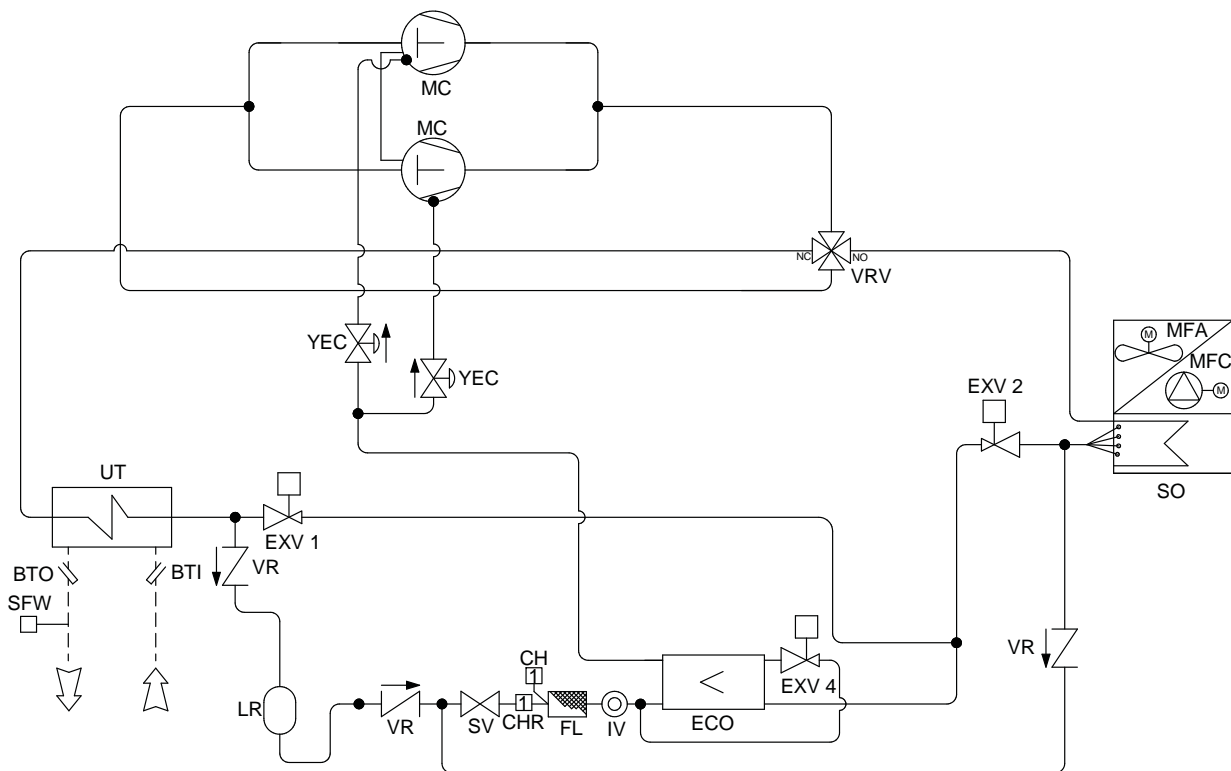 MC
MC
NC
NO
VRV
YEC
YEC
M
MFA
MFC
M
EXV 2
SO
UT
EXV 1
BTO
BTI
VR
SFW
CH
1
EXV 4
VR
LR
VR
SV
1
CHR
FL
IV
ECO